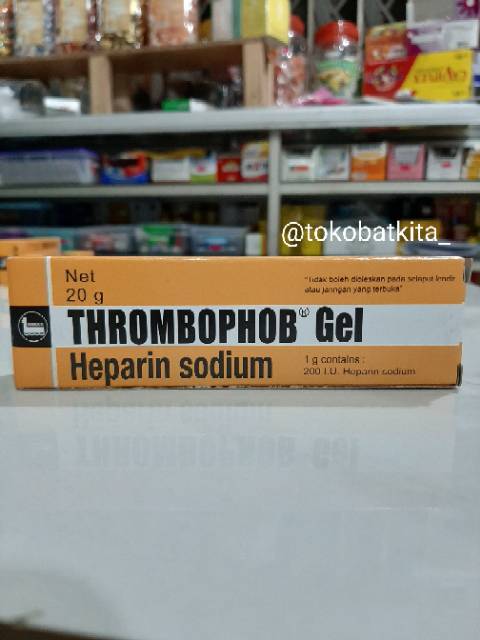 @tokobatkita_
Net
20 g
"Tidak boleh dioleskan pada selaput lendir
atau jaringan yang terbuka"
THROMBOPHOB® Gel
Heparin sodium
1 g contains :
200 I.U. Heparin sodium